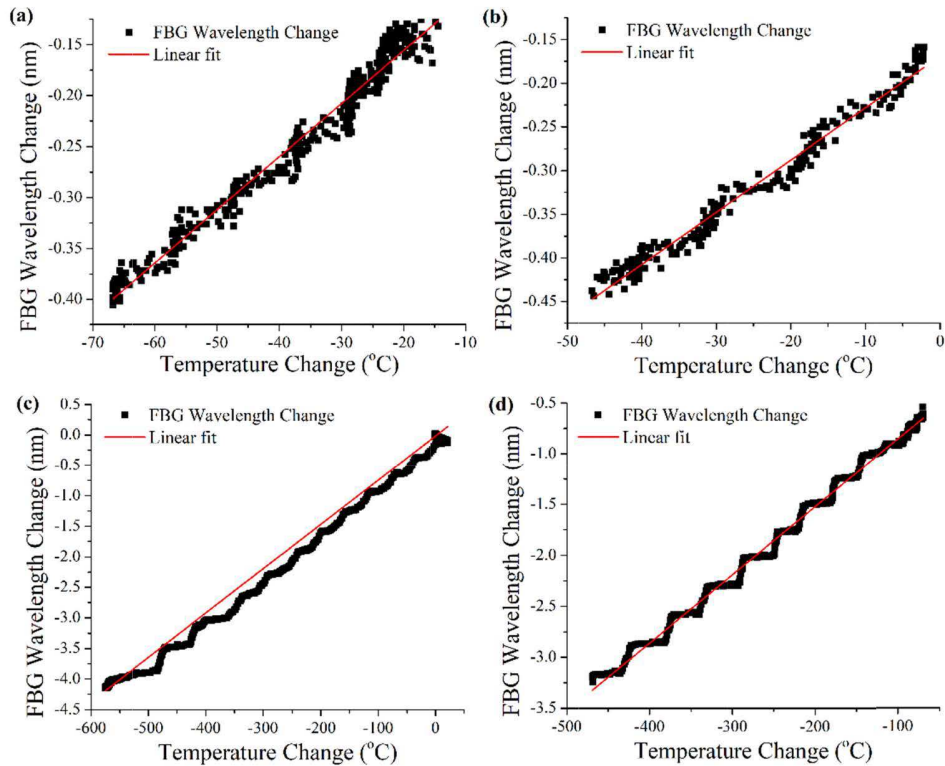 (a)
FBG Wavelength Change
Linear fit
-0.15
-0.20
-0.25
-0.30
-0.35
-0.40
FBG Wavelength Change (nm)
-70 -60 -50 -40 -30 -20 -10
Temperature Change (°C)
(b)
FBG Wavelength Change
Linear fit
-0.15
-0.20
-0.25
-0.30
-0.35
-0.40
-0.45
FBG Wavelength Change (nm)
-50 -40 -30 -20 -10 0
Temperature Change (°C)
(c)
FBG Wavelength Change
Linear fit
0.5
0.0
-0.5
-1.0
-1.5
-2.0
-2.5
-3.0
-3.5
-4.0
-4.5
FBG Wavelength Change (nm)
-600 -500 -400 -300 -200 -100 0
Temperature Change (°C)
(d)
FBG Wavelength Change
Linear fit
-0.5
-1.0
-1.5
-2.0
-2.5
-3.0
-3.5
FBG Wavelength Change (nm)
-500 -400 -300 -200 -100
Temperature Change (°C)